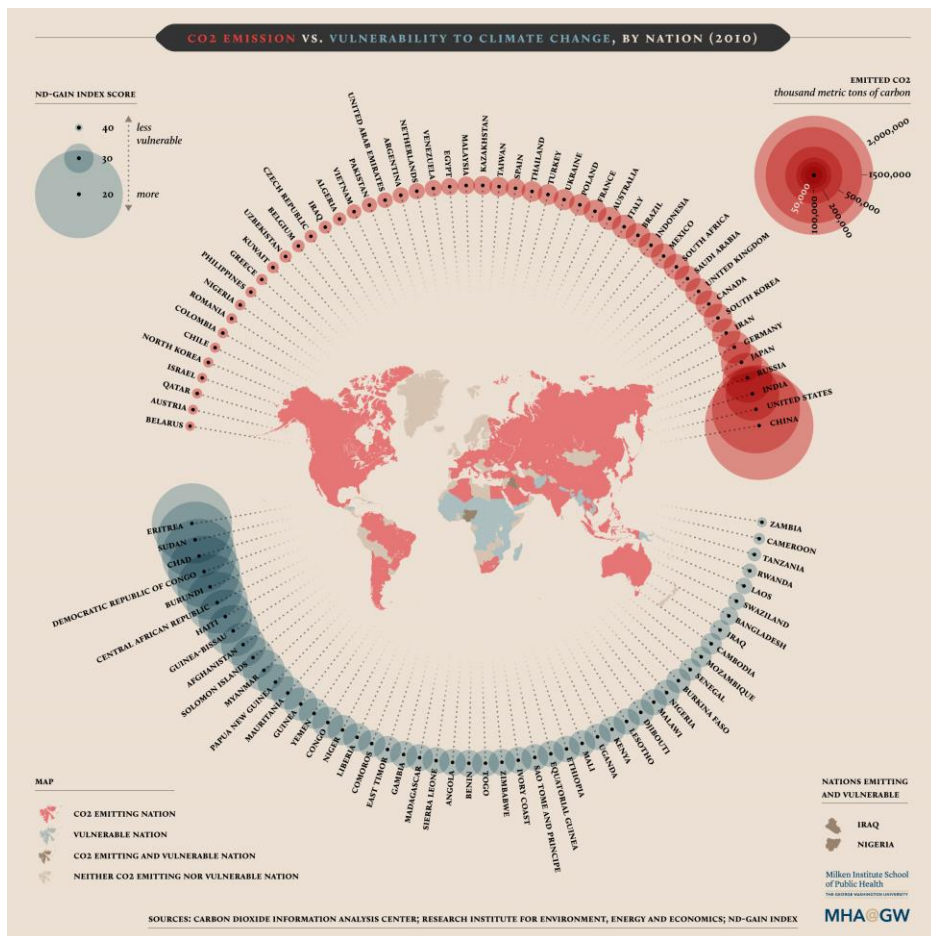 CO2 EMISSION VS. VULNERABILITY TO CLIMATE CHANGE, BY NATION (2010)
ND-GAIN INDEX SCORE
40
less
vulnerable
30
20
more
EMITTED CO2
thousand metric tons of carbon
2,000,000
1500,000
500,000
200,000
100,000
50,000
BELARUS
AUSTRIA
QATAR
ISRAEL
NORTH KOREA
CHILE
COLOMBIA
ROMANIA
NIGERIA
PHILIPPINES
GREECE
KUWAIT
UZBEKISTAN
BELGIUM
CZECH REPUBLIC
IRAQ
ALGERIA
VIETNAM
PAKISTAN
UNITED ARAB EMIRATES
ARGENTINA
NETHERLANDS
VENEZUELA
EGYPT
MALAYSIA
KAZAKHSTAN
TAIWAN
SPAIN
THAILAND
TURKEY
UKRAINE
POLAND
FRANCE
AUSTRALIA
ITALY
BRAZIL
INDONESIA
MEXICO
SOUTH AFRICA
SAUDI ARABIA
UNITED KINGDOM
CANADA
SOUTH KOREA
IRAN
GERMANY
JAPAN
RUSSIA
INDIA
UNITED STATES
CHINA
ERITREA
SUDAN
CHAD
DEMOCRATIC REPUBLIC OF CONGO
BURUNDI
CENTRAL AFRICAN REPUBLIC
HAITI
GUINEA-BISSAU
AFGHANISTAN
SOLOMON ISLANDS
MYANMAR
PAPUA NEW GUINEA
MAURITANIA
GUINEA
YEMEN
CONGO
NIGER
LIBERIA
COMOROS
EAST TIMOR
GAMBIA
MADAGASCAR
SIERRA LEONE
ANGOLA
BENIN
TOGO
ZIMBABWE
IVORY COAST
SAO TOME AND PRINCIPE
EQUATORIAL GUINEA
ETHIOPIA
MALI
UGANDA
KENYA
LESOTHO
DJIBOUTI
MALAWI
NIGERIA
BURKINA FASO
SENEGAL
MOZAMBIQUE
CAMBODIA
IRAQ
BANGLADESH
SWAZILAND
LAOS
RWANDA
TANZANIA
CAMEROON
ZAMBIA
MAP
CO2 EMITTING NATION
VULNERABLE NATION
CO2 EMITTING AND VULNERABLE NATION
NEITHER CO2 EMITTING NOR VULNERABLE NATION
NATIONS EMITTING
AND VULNERABLE
IRAQ
NIGERIA
Milken Institute School
of Public Health
THE GEORGE WASHINGTON UNIVERSITY
MHA@GW
SOURCES: CARBON DIOXIDE INFORMATION ANALYSIS CENTER; RESEARCH INSTITUTE FOR ENVIRONMENT, ENERGY AND ECONOMICS; ND-GAIN INDEX